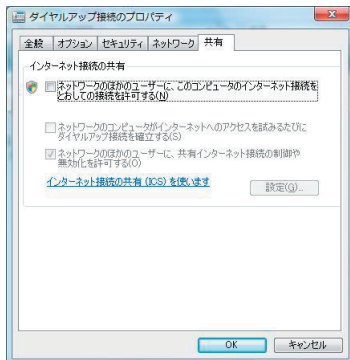 ダイヤルアップ接続のプロパティ
全般 オプション セキュリティ ネットワーク 共有
インターネット接続の共有
ネットワークのほかのユーザーに、このコンピュータのインターネット接続を
とおしての接続を許可する(N)
ネットワークのコンピュータがインターネットへのアクセスを試みるたびに
ダイヤルアップ接続を確立する(S)
ネットワークのほかのユーザーに、共有インターネット接続の制御や
無効化を許可する(O)
インターネット接続の共有 (ICS) を使います
設定(G)...
OK キャンセル